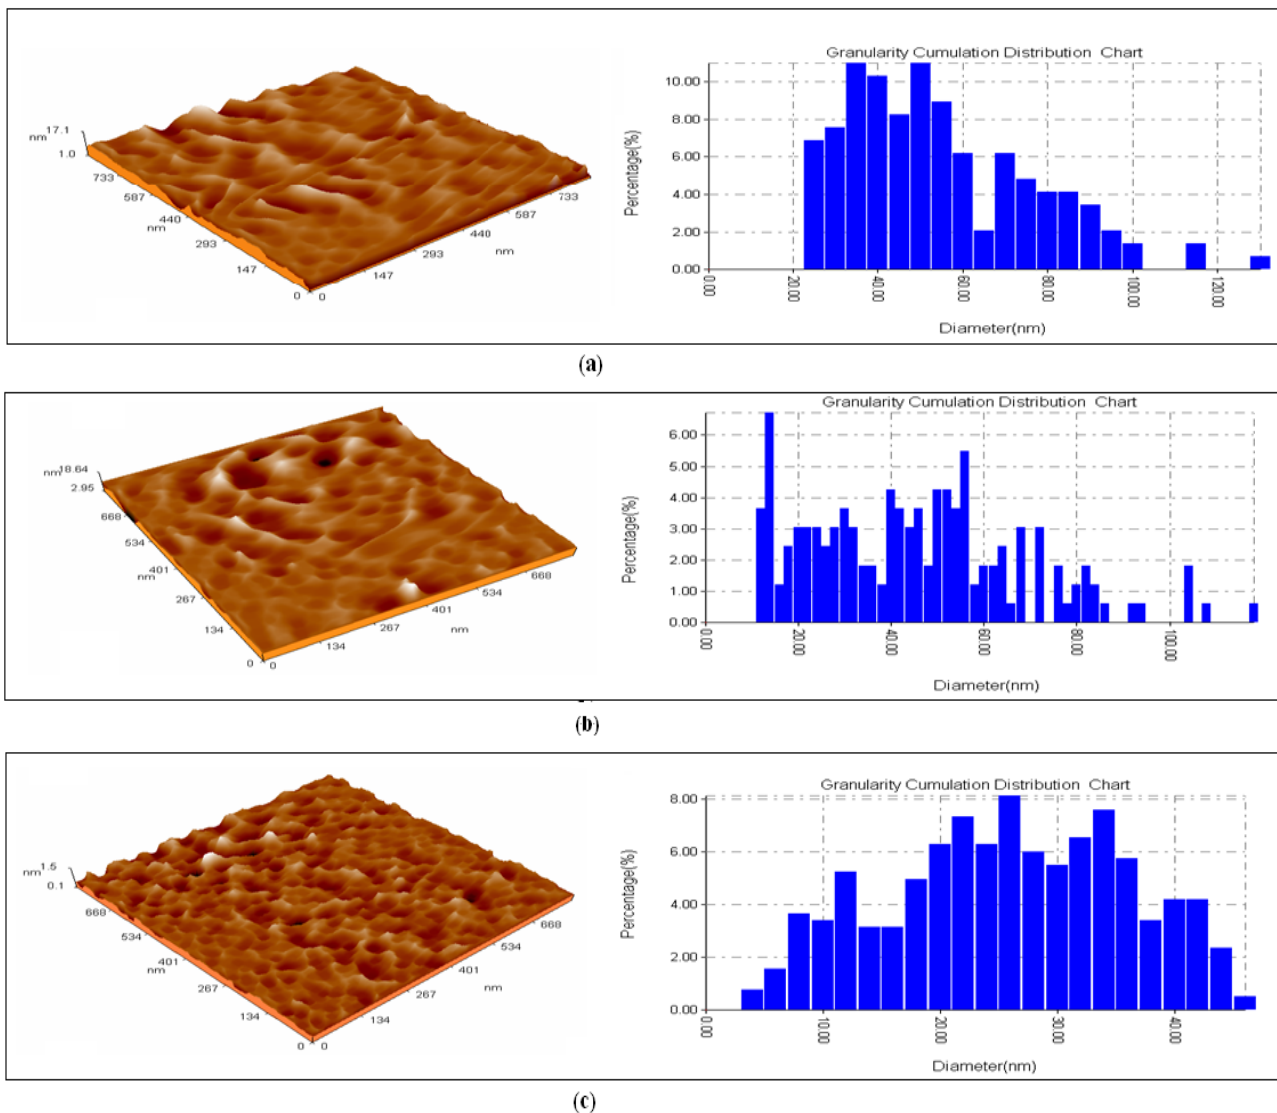 Granularity Cumulation Distribution Chart
10.00
8.00
6.00
4.00
2.00
0.00
Percentage(%)
0.00 20.00 40.00 60.00 80.00 100.00 120.00
Diameter(nm)
nm 17.1
1.0
733
587
440
nm
293
147
0 0
147
293
440
nm
587
733
(a)
Granularity Cumulation Distribution Chart
6.00
5.00
4.00
3.00
2.00
1.00
0.00
Percentage(%)
0.00 20.00 40.00 60.00 80.00 100.00
Diameter(nm)
nm 18.64
2.95
668
534
401
nm
267
134
0 0
134
267
401
nm
534
668
(b)
Granularity Cumulation Distribution Chart
8.00
6.00
4.00
2.00
0.00
Percentage(%)
0.00 10.00 20.00 30.00 40.00
Diameter(nm)
nm 1.5
0.1
668
534
401
nm
267
134
0 0
134
267
401
nm
534
668
(c)